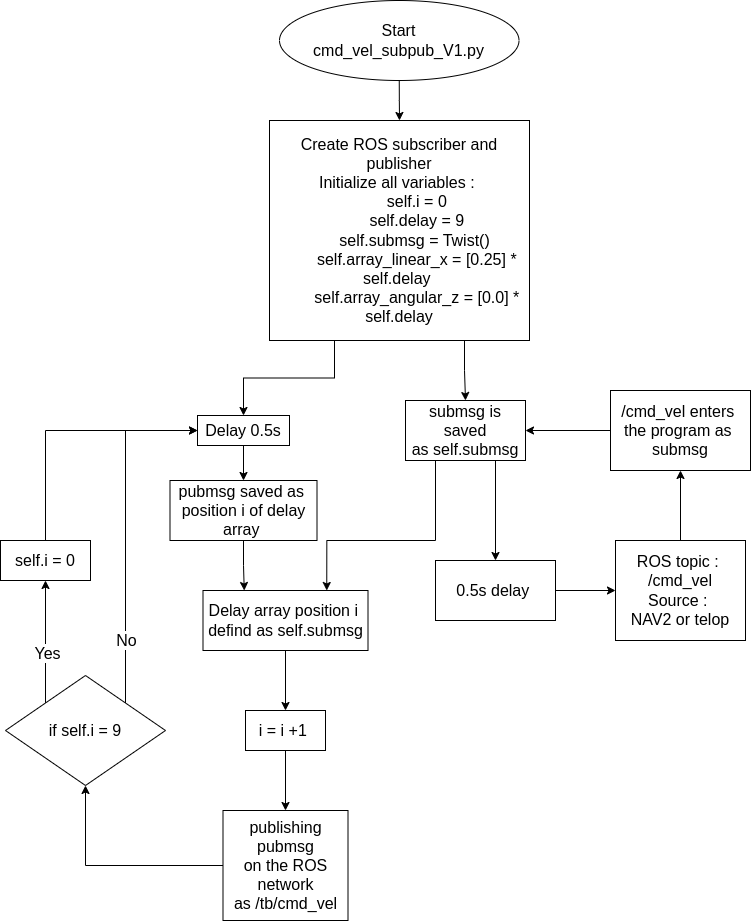 Start
cmd_vel_subpub_V1.py
Create ROS subscriber and
publisher
Initialize all variables :
self.i = 0
self.delay = 9
self.submsg = Twist()
self.array_linear_x = [0.25] *
self.delay
self.array_angular_z = [0.0] *
self.delay
Delay 0.5s
submsg is
saved
as self.submsg
/cmd_vel enters
the program as
submsg
pubmsg saved as
position i of delay
array
self.i = 0
0.5s delay
ROS topic :
/cmd_vel
Source :
NAV2 or telop
Delay array position i
defind as self.submsg
No
Yes
if self.i = 9
i = i +1
publishing
pubmsg
on the ROS
network
as /tb/cmd_vel